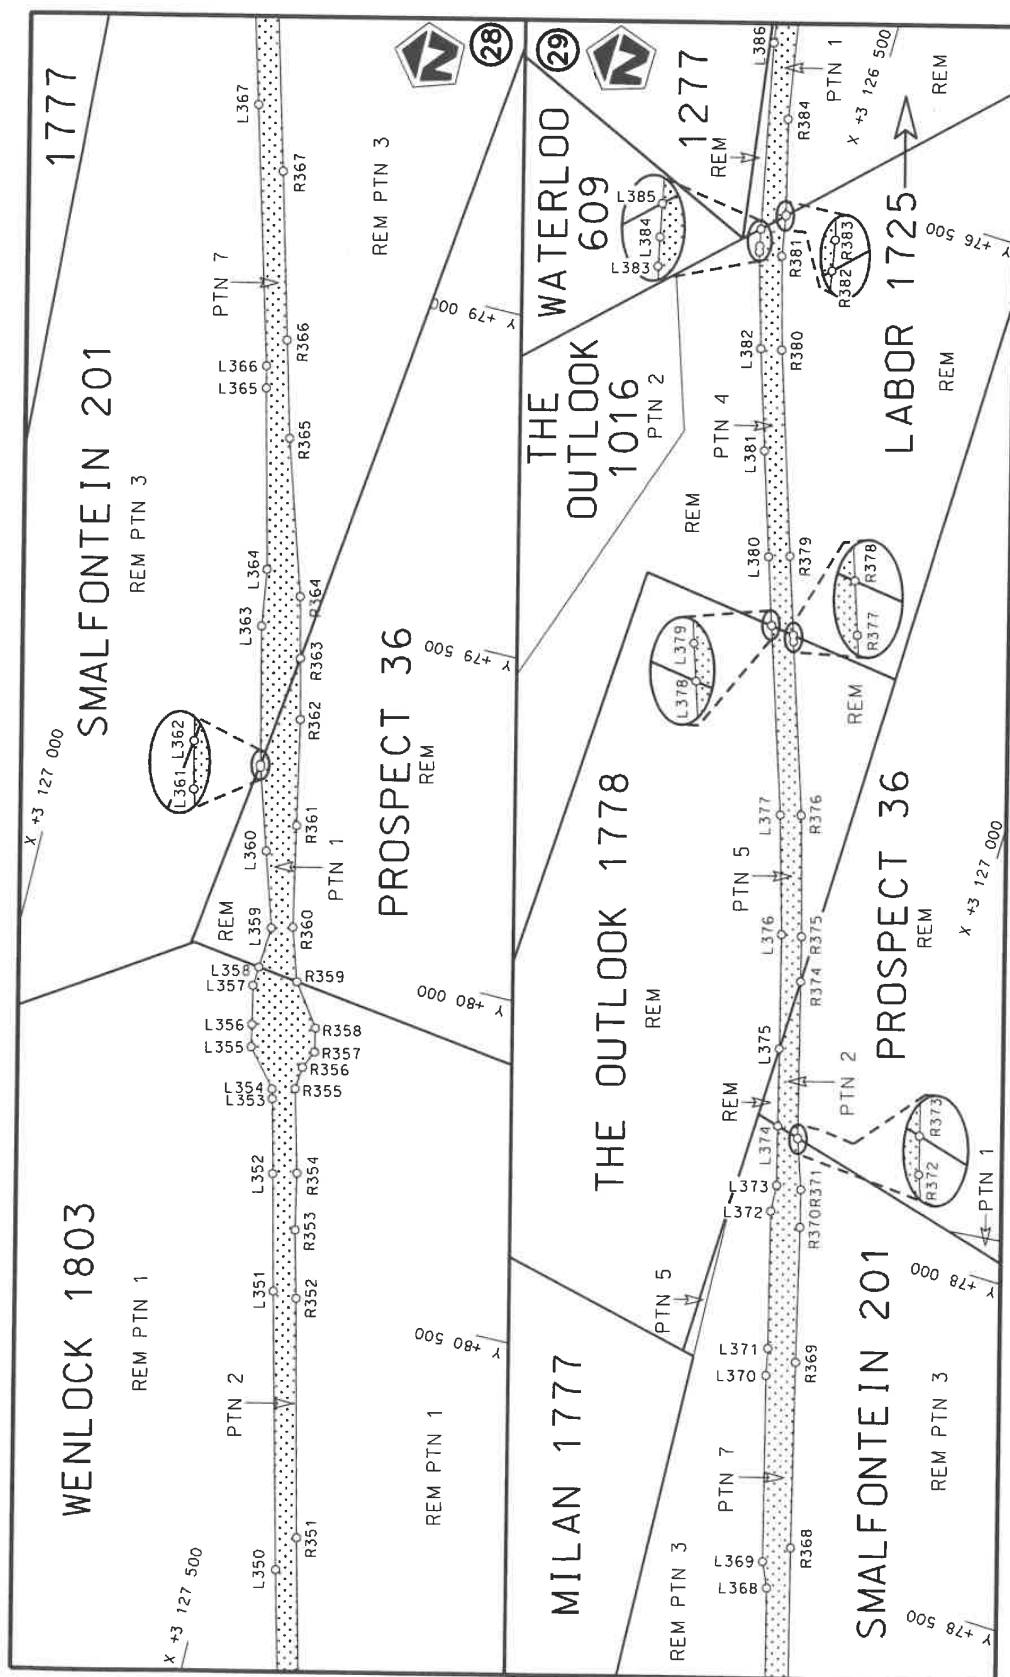 28
1777
L367
R367
REM PTN 3
PTN 7
SMALFONTEIN 201
REM PTN 3
L366
L365
R366
R365
Y +79 000
L364
L363
R364
R363
R362
L362
L361
Y +79 500
PROSPECT 36
REM
X +3 127 000
L360
R361
PTN 1
REM
L359
R360
L358
L357
R359
Y +80 000
L356
L355
R358
R357
R356
L354
L353
R355
L352
R354
R353
WENLOCK 1803
REM PTN 1
L351
R352
Y +80 500
PTN 2
REM PTN 1
L350
R351
X +3 127 500
29
L386
PTN 1
X +3 126 500
REM
1277
REM
R384
WATERLOO
609
L385
L384
L383
R383
R382
R381
Y +76 500
LABOR 1725
REM
L382
R380
THE
OUTLOOK
1016
PTN 2
PTN 4
L381
REM
L380
R379
R378
R377
L379
L378
REM
THE OUTLOOK 1778
REM
L377
R376
PTN 5
PROSPECT 36
REM
X +3 127 000
L376
R375
R374
L375
PTN 2
REM
L374
R373
R372
PTN 1
L373
L372
R371
R370
Y +78 000
PTN 5
L371
L370
R369
MILAN 1777
REM PTN 3
PTN 7
SMALFONTEIN 201
REM PTN 3
L369
L368
R368
Y +78 500